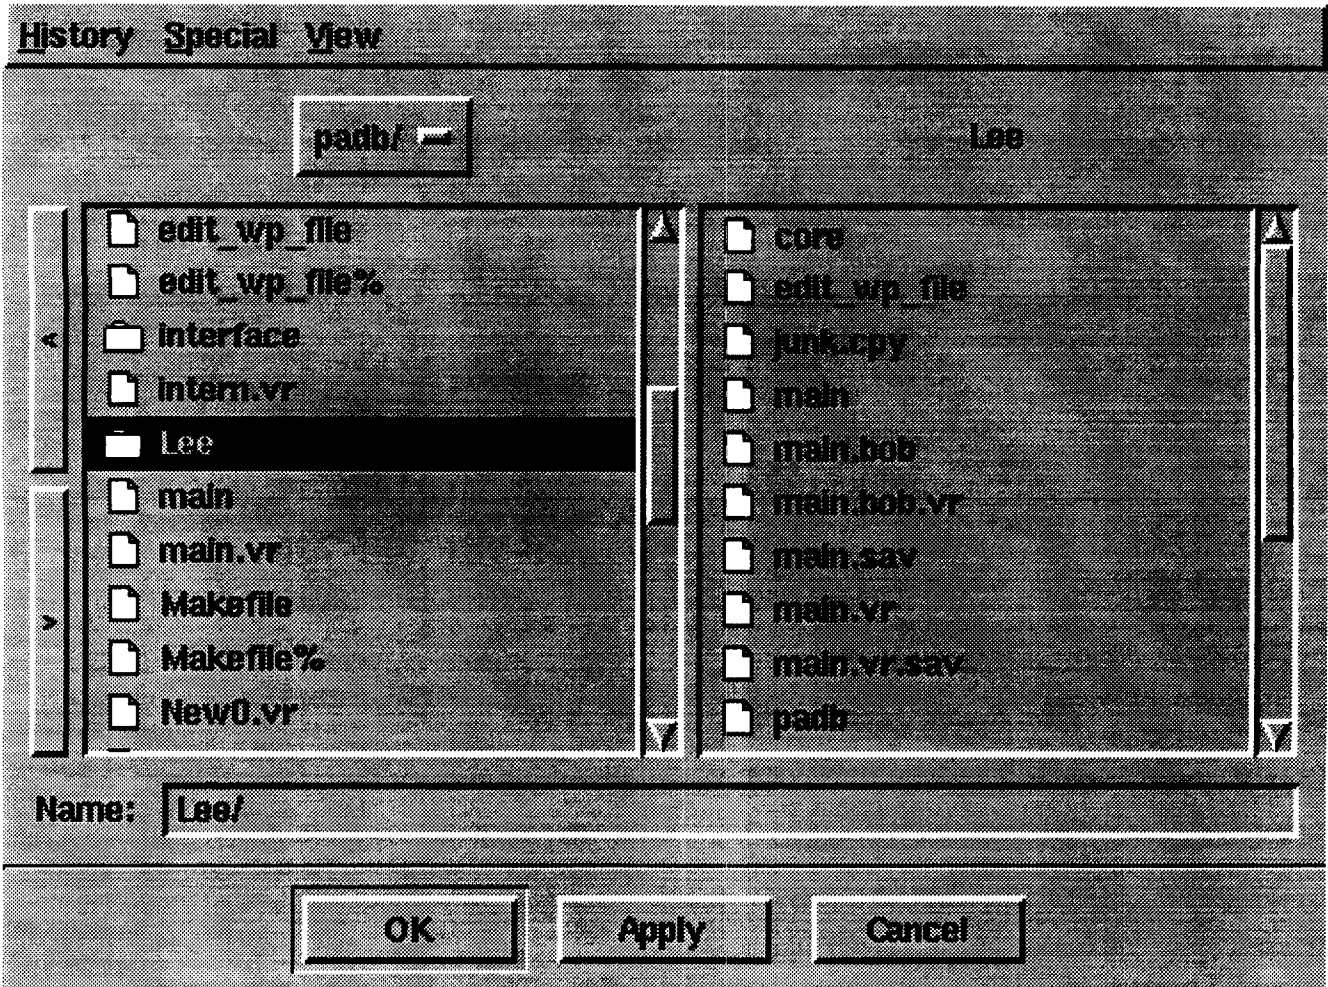 History Special View
padb/
Lee
<
edit_wp_file
edit_wp_file%
interface
intern.vr
Lee
main
main.vr
Makefile
Makefile%
New0.vr
>
core
edit_wp_file
junk.cpy
main
main.bob
main.bob.vr
main.sav
main.vr
main.vr.sav
padb
Name: Lee/
OK Apply Cancel